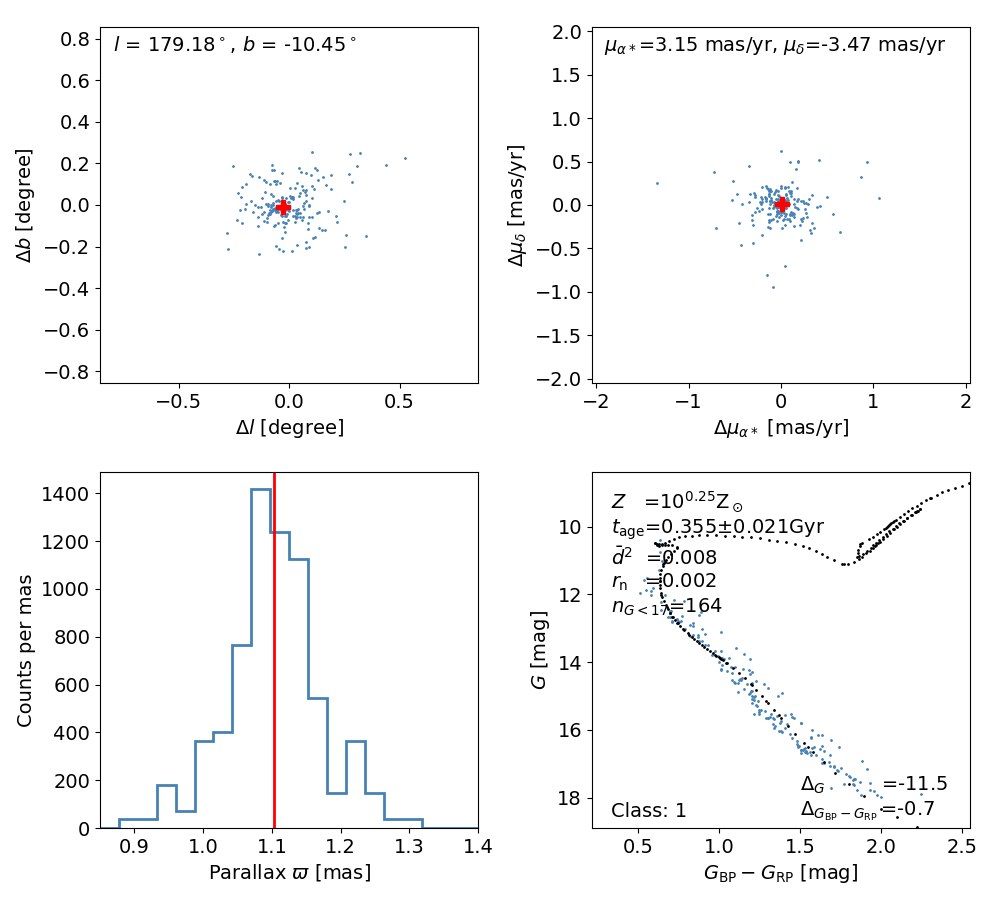 l = 179.18°, b = -10.45°
0.8
0.6
0.4
0.2
0.0
−0.2
−0.4
−0.6
−0.8
Δb [degree]
−0.5 0.0 0.5
Δl [degree]
μα*=3.15 mas/yr, μδ=-3.47 mas/yr
2.0
1.5
1.0
0.5
0.0
−0.5
−1.0
−1.5
−2.0
Δμδ [mas/yr]
−2 −1 0 1 2
Δμα* [mas/yr]
1400
1200
1000
800
600
400
200
0
Counts per mas
0.9 1.0 1.1 1.2 1.3 1.4
Parallax ϖ [mas]
Z =10^0.25 Z⊙
tage=0.355±0.021Gyr
d̄² =0.008
rn =0.002
nG<17=164
10
12
14
16
18
G [mag]
ΔG =-11.5
ΔGBP−GRP=-0.7
Class: 1
0.5 1.0 1.5 2.0 2.5
GBP − GRP [mag]